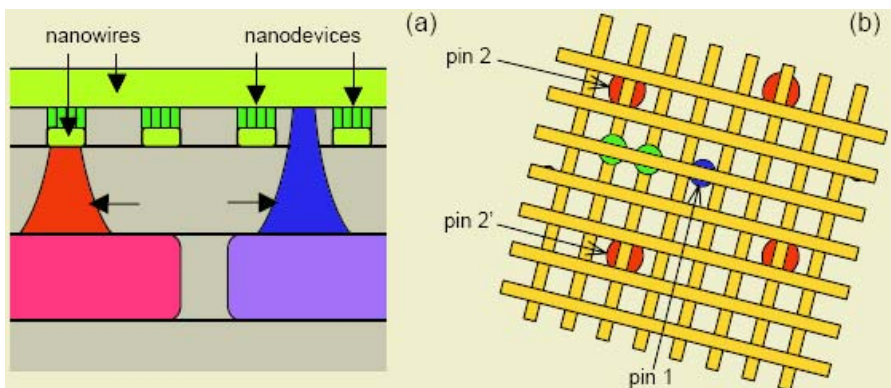 nanowires
nanodevices
(a)
(b)
pin 2
pin 2'
pin 1